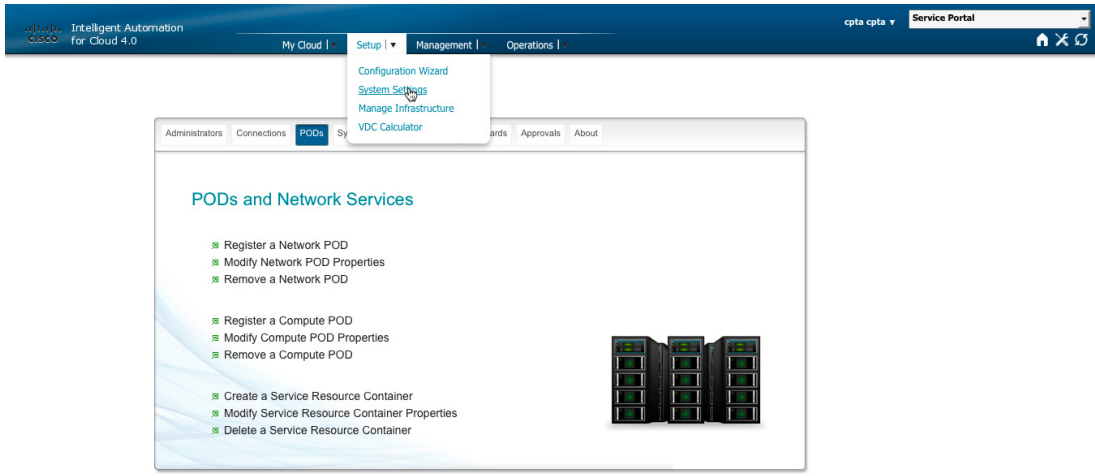 Intelligent Automation
for Cloud 4.0
cisco
cpta cpta
Service Portal
My Cloud
Setup
Management
Operations
Configuration Wizard
System Settings
Manage Infrastructure
VDC Calculator
Administrators
Connections
PODs
Sy
ards
Approvals
About
PODs and Network Services
Register a Network POD
Modify Network POD Properties
Remove a Network POD
Register a Compute POD
Modify Compute POD Properties
Remove a Compute POD
Create a Service Resource Container
Modify Service Resource Container Properties
Delete a Service Resource Container